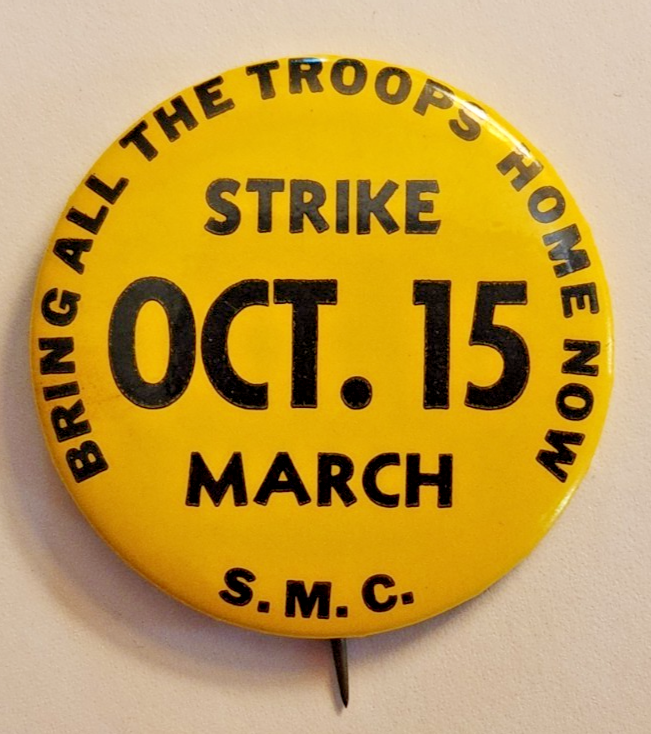 BRING ALL THE TROOPS HOME NOW
STRIKE
OCT. 15
MARCH
S.M.C.